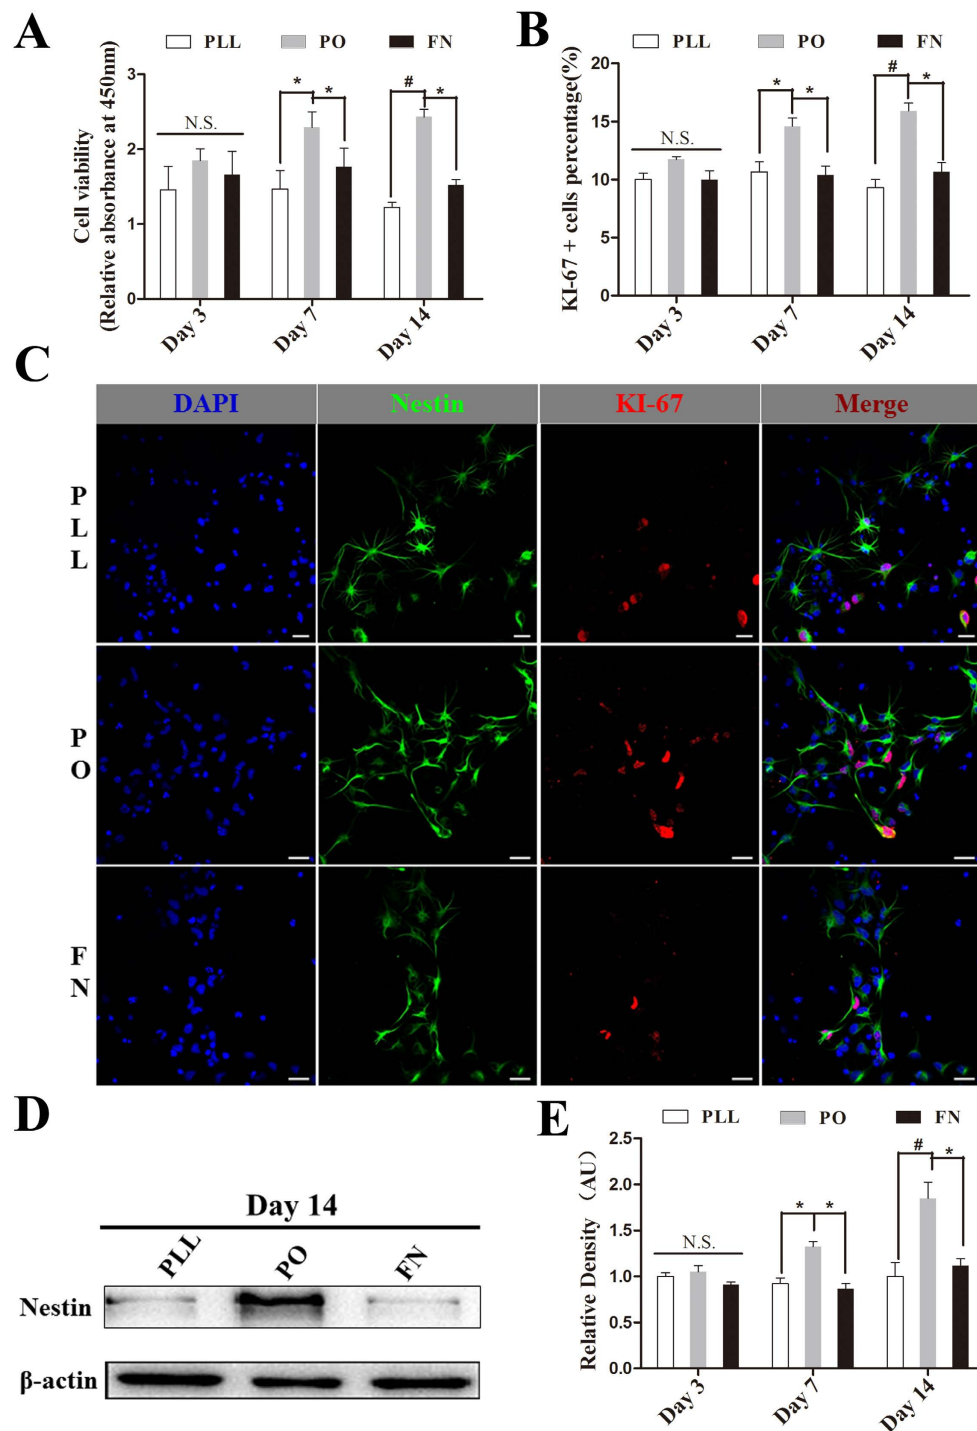 A
PLL PO FN
Cell viability
(Relative absorbance at 450nm)
3
2
1
0
N.S.
* *
# *
Day 3 Day 7 Day 14
B
PLL PO FN
KI-67 + cells percentage(%)
20
15
10
5
0
N.S.
* *
# *
Day 3 Day 7 Day 14
C
DAPI Nestin KI-67 Merge
PLL
PO
FN
D
Day 14
PLL PO FN
Nestin
β-actin
E
PLL PO FN
Relative Density （AU）
2.5
2.0
1.5
1.0
0.5
0.0
N.S.
* *
# *
Day 3 Day 7 Day 14